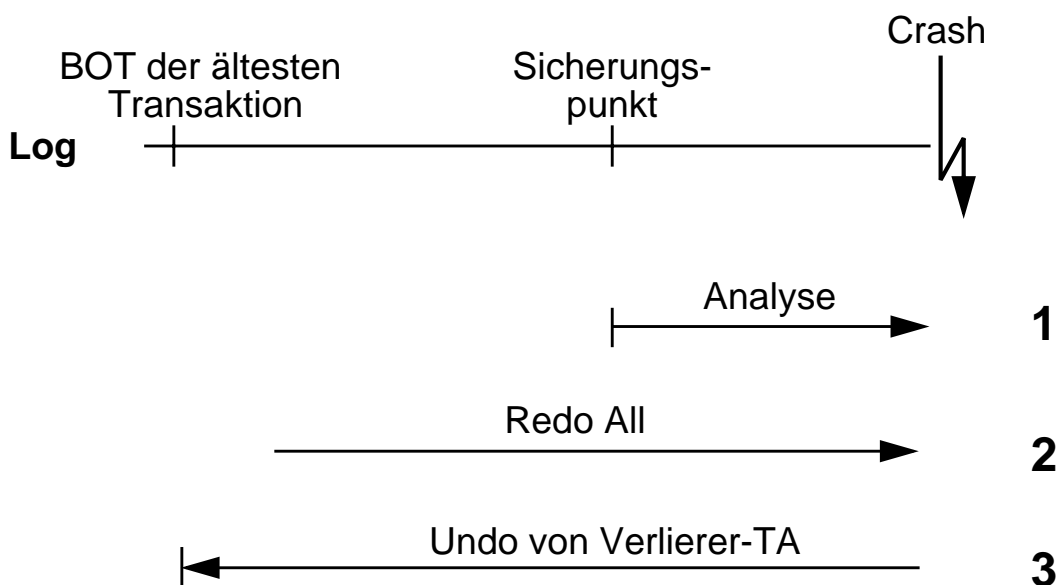 Crash
BOT der ältesten
Transaktion
Sicherungs-
punkt
Log
Analyse
1
Redo All
2
Undo von Verlierer-TA
3